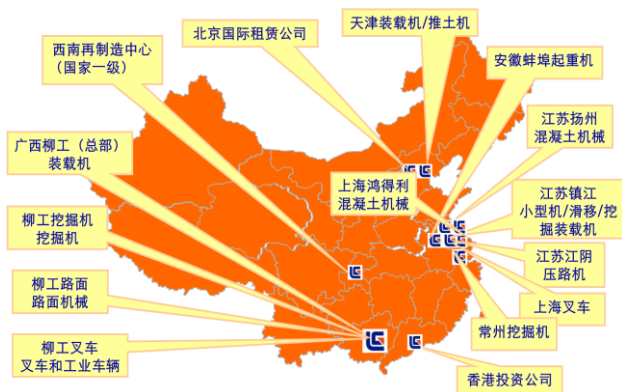 北京国际租赁公司
天津装载机/推土机
西南再制造中心
（国家一级）
安徽蚌埠起重机
江苏扬州
混凝土机械
广西柳工（总部）
装载机
上海鸿得利
混凝土机械
江苏镇江
小型机/滑移/挖
掘装载机
柳工挖掘机
挖掘机
江苏江阴
压路机
柳工路面
路面机械
上海叉车
常州挖掘机
柳工叉车
叉车和工业车辆
香港投资公司